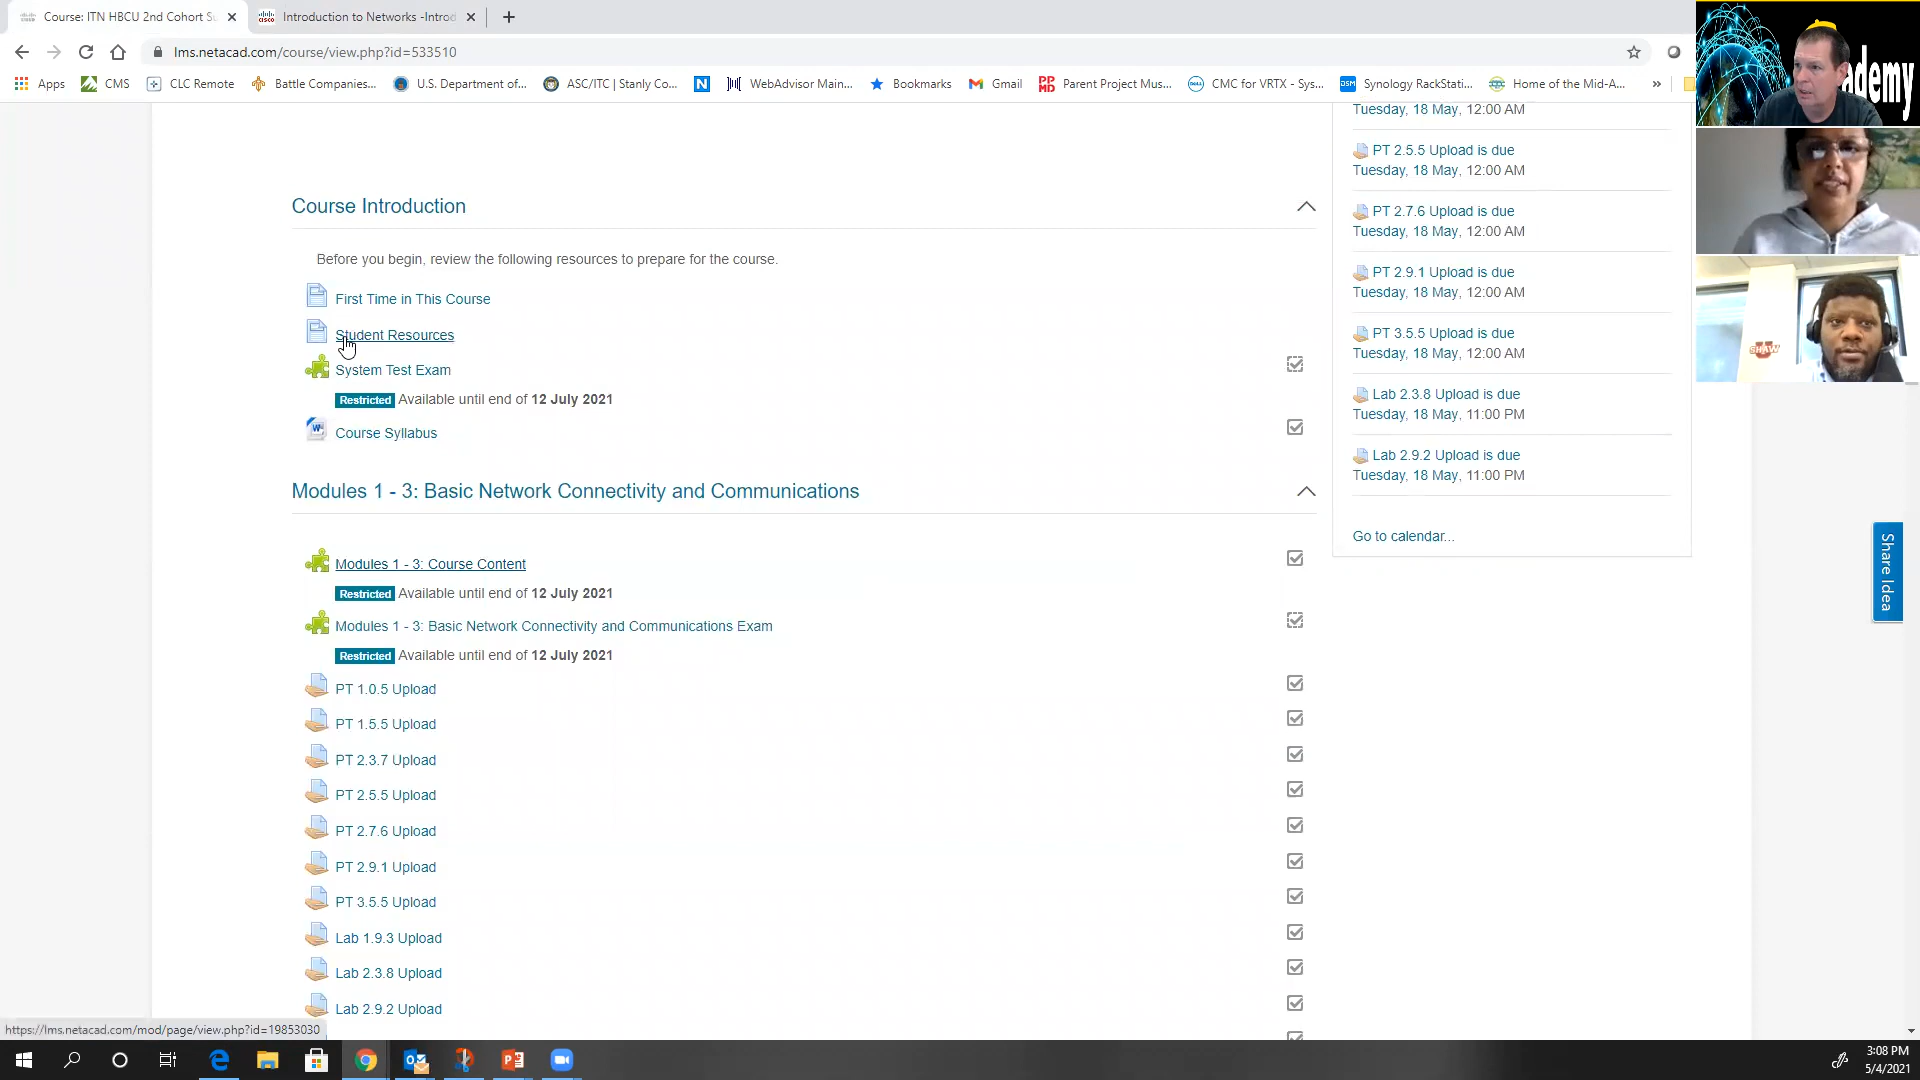 Course: ITN HBCU 2nd Cohort Su
Introduction to Networks -Introd
lms.netacad.com/course/view.php?id=533510
Apps
CMS
CLC Remote
Battle Companies...
U.S. Department of...
ASC/ITC | Stanly Co...
WebAdvisor Main...
Bookmarks
Gmail
Parent Project Mus...
CMC for VRTX - Sys...
Synology RackStati...
Home of the Mid-A...
Course Introduction
Before you begin, review the following resources to prepare for the course.
First Time in This Course
Student Resources
System Test Exam
Restricted Available until end of 12 July 2021
Course Syllabus
Modules 1 - 3: Basic Network Connectivity and Communications
Modules 1 - 3: Course Content
Restricted Available until end of 12 July 2021
Modules 1 - 3: Basic Network Connectivity and Communications Exam
Restricted Available until end of 12 July 2021
PT 1.0.5 Upload
PT 1.5.5 Upload
PT 2.3.7 Upload
PT 2.5.5 Upload
PT 2.7.6 Upload
PT 2.9.1 Upload
PT 3.5.5 Upload
Lab 1.9.3 Upload
Lab 2.3.8 Upload
Lab 2.9.2 Upload
Tuesday, 18 May, 12:00 AM
PT 2.5.5 Upload is due
Tuesday, 18 May, 12:00 AM
PT 2.7.6 Upload is due
Tuesday, 18 May, 12:00 AM
PT 2.9.1 Upload is due
Tuesday, 18 May, 12:00 AM
PT 3.5.5 Upload is due
Tuesday, 18 May, 12:00 AM
Lab 2.3.8 Upload is due
Tuesday, 18 May, 11:00 PM
Lab 2.9.2 Upload is due
Tuesday, 18 May, 11:00 PM
Go to calendar...
Share Idea
ademy
SHAW
https://lms.netacad.com/mod/page/view.php?id=19853030
3:08 PM
5/4/2021